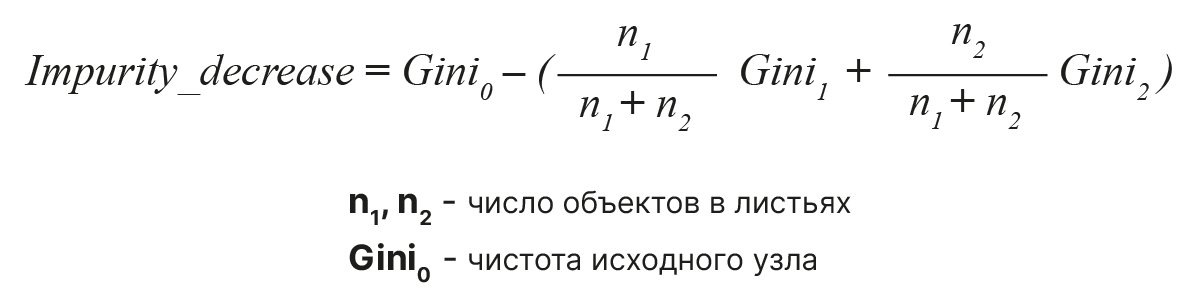 Impurity_decrease = Gini₀ – ( n₁ / n₁ + n₂ Gini₁ + n₂ / n₁ + n₂ Gini₂ )
n₁, n₂ - число объектов в листьях
Gini₀ - чистота исходного узла